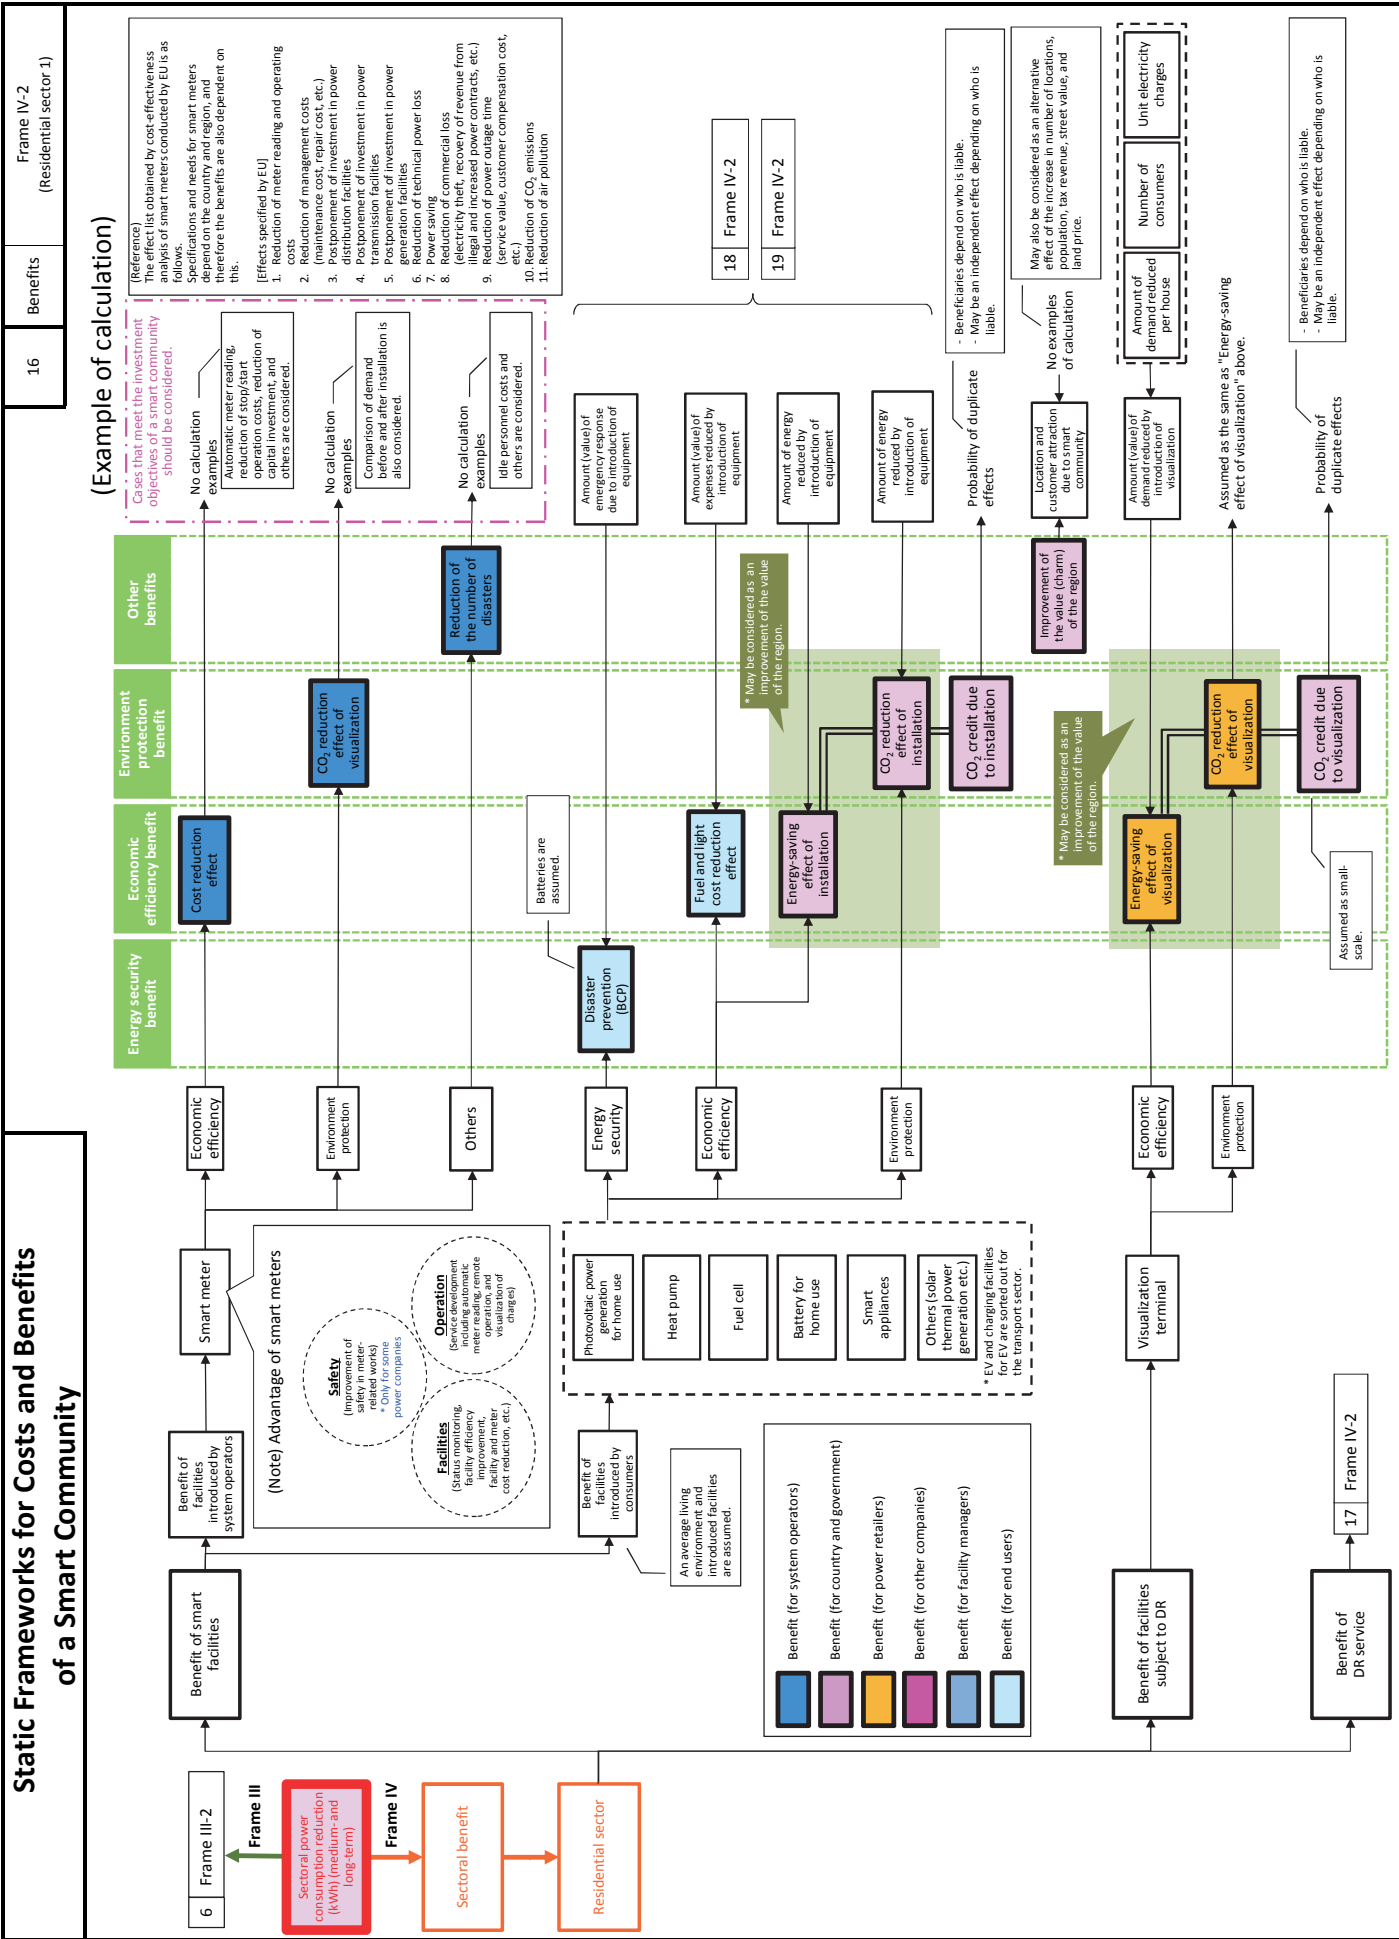 Static Frameworks for Costs and Benefits
of a Smart Community
16
Benefits
Frame IV-2
(Residential sector 1)
6
Frame III-2
Frame III
Sectoral power
consumption reduction
(kWh) (medium- and
long-term)
Frame IV
Sectoral benefit
Residential sector
Benefit of smart
facilities
Benefit of
facilities
introduced by
system operators
Smart meter
(Note) Advantage of smart meters
Safety
(Improvement of
safety in meter-
related works)
* Only for some
power companies
Facilities
(Status monitoring,
facility efficiency
improvement,
facility and meter
cost reduction, etc.)
Operation
(Service development
including automatic
meter reading, remote
operation, and
visualization of
charges)
Benefit of
facilities
introduced by
consumers
An average living
environment and
introduced facilities
are assumed.
Photovoltaic power
generation
for home use
Heat pump
Fuel cell
Battery for
home use
Smart
appliances
Others (solar
thermal power
generation etc.)
* EV and charging facilities
for EV are sorted out for
the transport sector.
Benefit (for system operators)
Benefit (for country and government)
Benefit (for power retailers)
Benefit (for other companies)
Benefit (for facility managers)
Benefit (for end users)
Benefit of facilities
subject to DR
Visualization
terminal
Benefit of
DR service
17
Frame IV-2
Economic
efficiency
Environment
protection
Others
Energy
security
Economic
efficiency
Environment
protection
Economic
efficiency
Environment
protection
Energy security
benefit
Economic
efficiency benefit
Environment
protection
benefit
Other
benefits
Cost reduction
effect
CO₂ reduction
effect of
visualization
Reduction of
the number of
disasters
Batteries are
assumed.
Disaster
prevention
(BCP)
Fuel and light
cost reduction
effect
Energy-saving
effect of
installation
* May be considered as an
improvement of the value
of the region.
CO₂ reduction
effect of
installation
CO₂ credit due
to installation
Improvement of
the value (charm)
of the region
* May be considered as an
improvement of the value
of the region.
Energy-saving
effect of
visualization
CO₂ reduction
effect of
visualization
CO₂ credit due
to visualization
Assumed as small-
scale.
(Example of calculation)
Cases that meet the investment
objectives of a smart community
should be considered.
No calculation
examples
Automatic meter reading,
reduction of stop/start
operation costs, reduction of
capital investment, and
others are considered.
No calculation
examples
Comparison of demand
before and after installation is
also considered.
No calculation
examples
Idle personnel costs and
others are considered.
(Reference)
The effect list obtained by cost-effectiveness
analysis of smart meters conducted by EU is as
follows.
Specifications and needs for smart meters
depend on the country and region, and
therefore the benefits are also dependent on
this.
[Effects specified by EU]
1. Reduction of meter reading and operating
costs
2. Reduction of management costs
(maintenance cost, repair cost, etc.)
3. Postponement of investment in power
distribution facilities
4. Postponement of investment in power
transmission facilities
5. Postponement of investment in power
generation facilities
6. Reduction of technical power loss
7. Power saving
8. Reduction of commercial loss
(electricity theft, recovery of revenue from
illegal and increased power contracts, etc.)
9. Reduction of power outage time
(service value, customer compensation cost,
etc.)
10. Reduction of CO₂ emissions
11. Reduction of air pollution
Amount (value) of
emergency response
due to introduction of
equipment
Amount (value) of
expenses reduced by
introduction of
equipment
Amount of energy
reduced by
introduction of
equipment
Amount of energy
reduced by
introduction of
equipment
18
Frame IV-2
19
Frame IV-2
Probability of duplicate
effects
- Beneficiaries depend on who is liable.
- May be an independent effect depending on who is
liable.
Location and
customer attraction
due to smart
community
No examples
of calculation
May also be considered as an alternative
effect of the increase in number of locations,
population, tax revenue, street value, and
land price.
Amount (value) of
demand reduced by
introduction of
visualization
Amount of
demand reduced
per house
Number of
consumers
Unit electricity
charges
Assumed as the same as "Energy-saving
effect of visualization" above.
Probability of
duplicate effects
- Beneficiaries depend on who is liable.
- May be an independent effect depending on who is
liable.